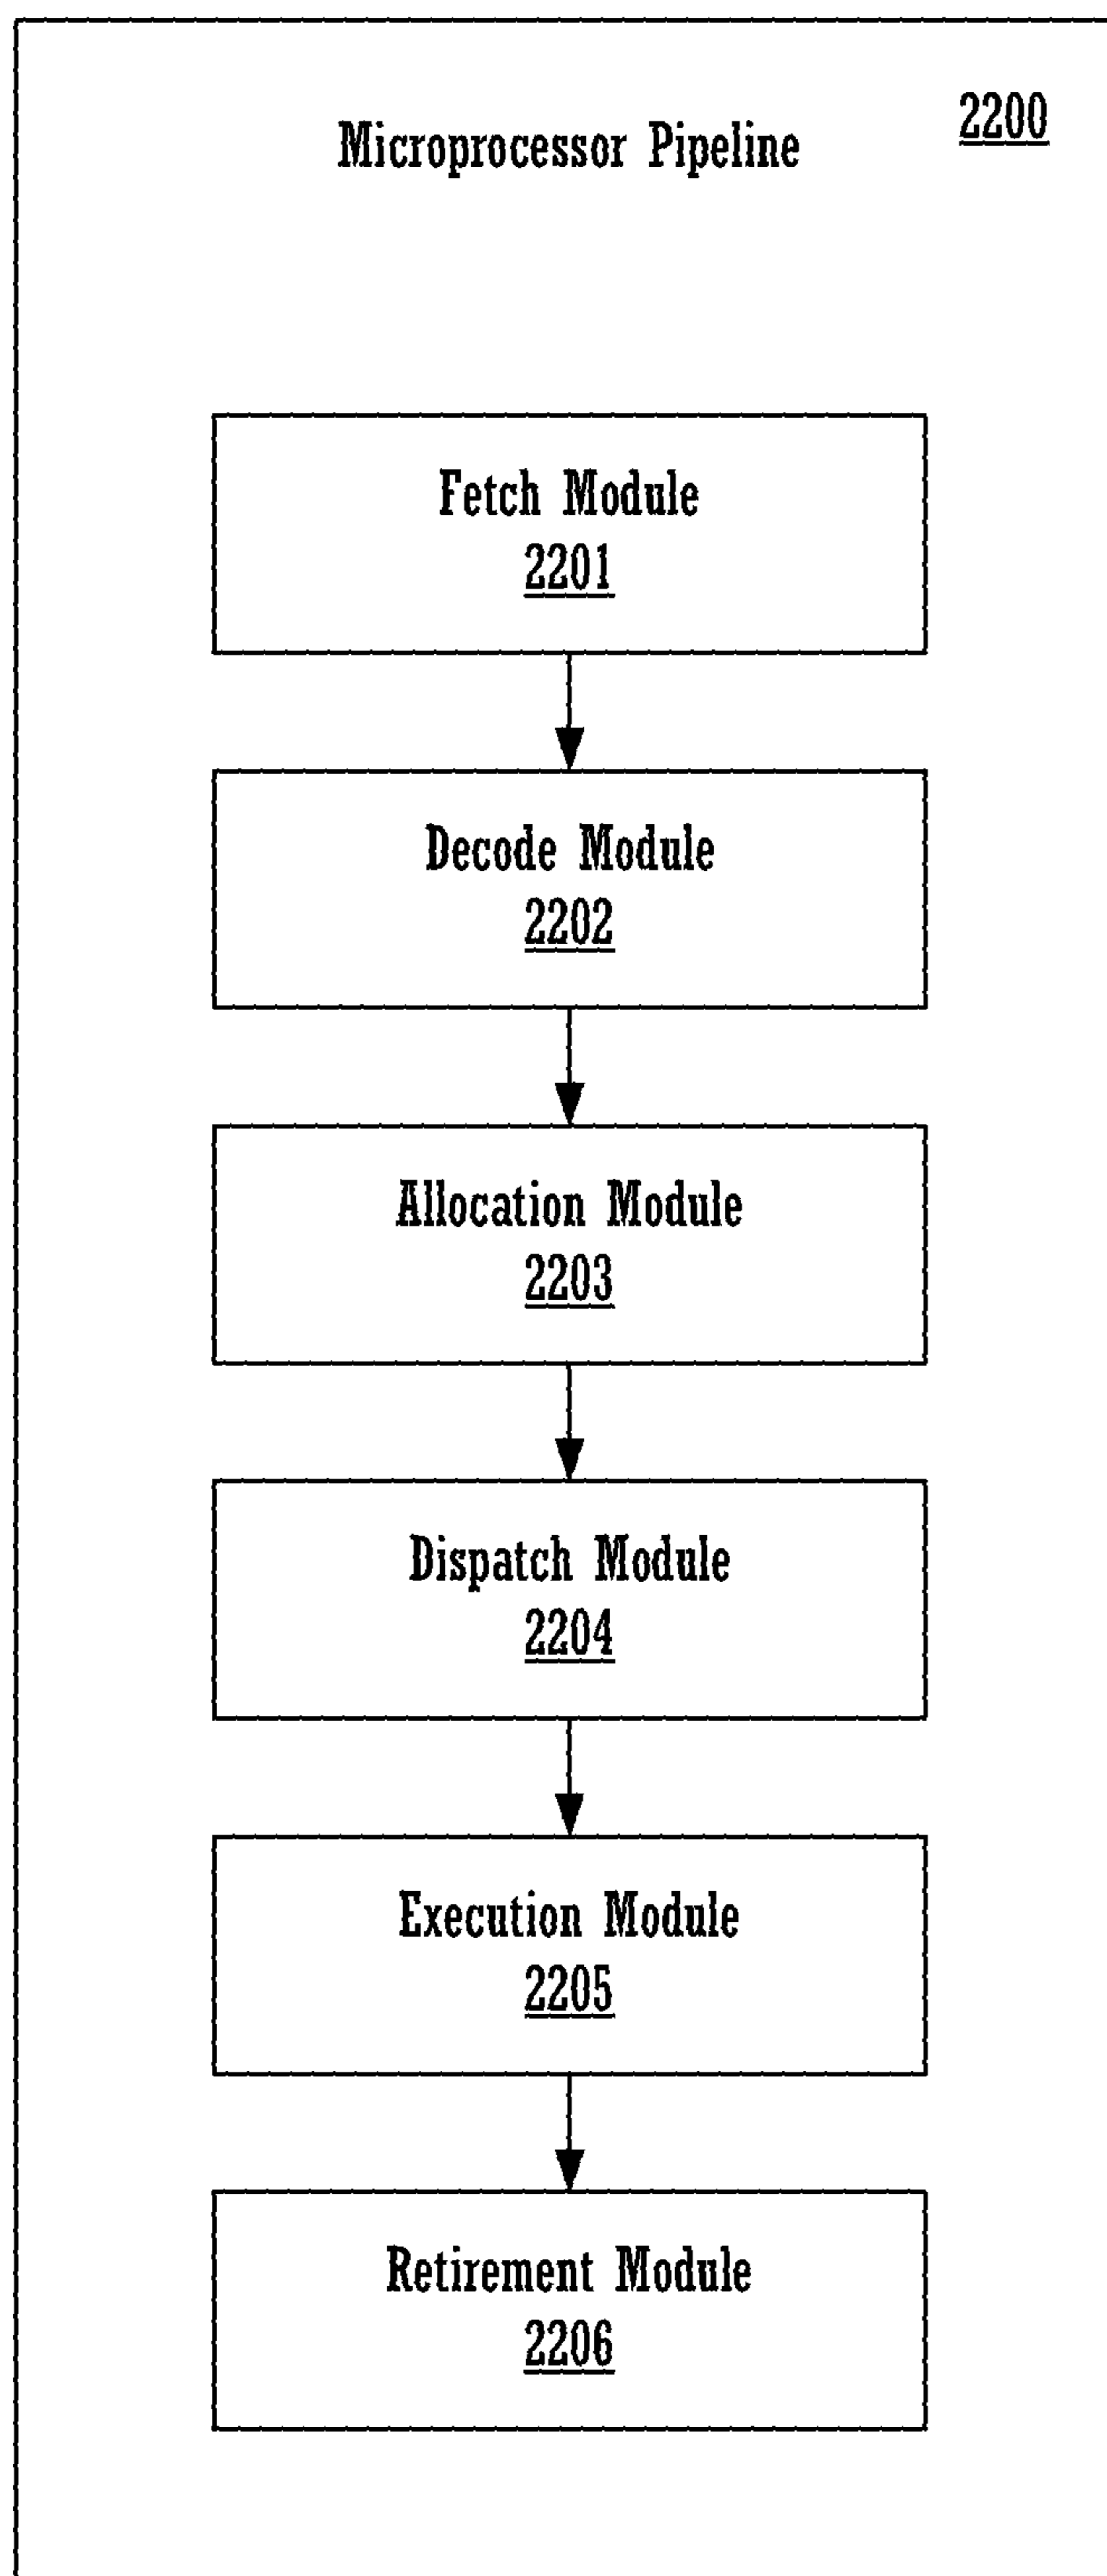 2200
Microprocessor Pipeline
Fetch Module
2201
Decode Module
2202
Allocation Module
2203
Dispatch Module
2204
Execution Module
2205
Retirement Module
2206